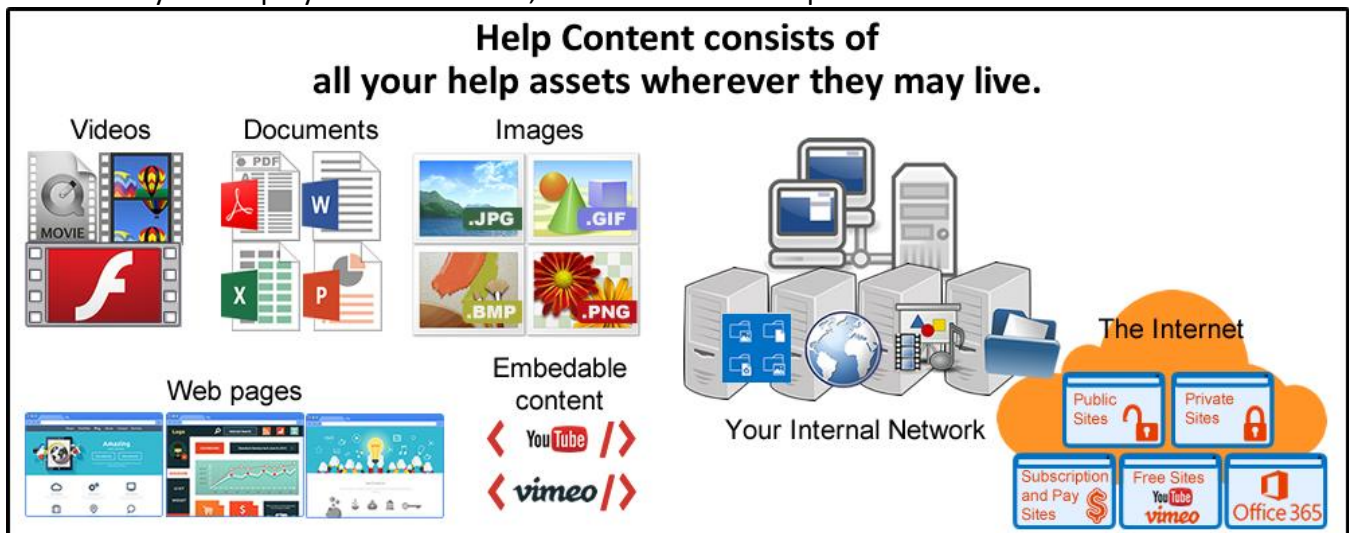 Help Content consists of
all your help assets wherever they may live.
Videos
Documents
Images
MOVIE
PDF
W
X
P
.JPG
.GIF
.BMP
.PNG
Web pages
Amazing
Logo
Embedable
content
< YouTube />
< vimeo />
Your Internal Network
The Internet
Public
Sites
Private
Sites
Subscription
and Pay
Sites
$
Free Sites
YouTube
vimeo
Office 365